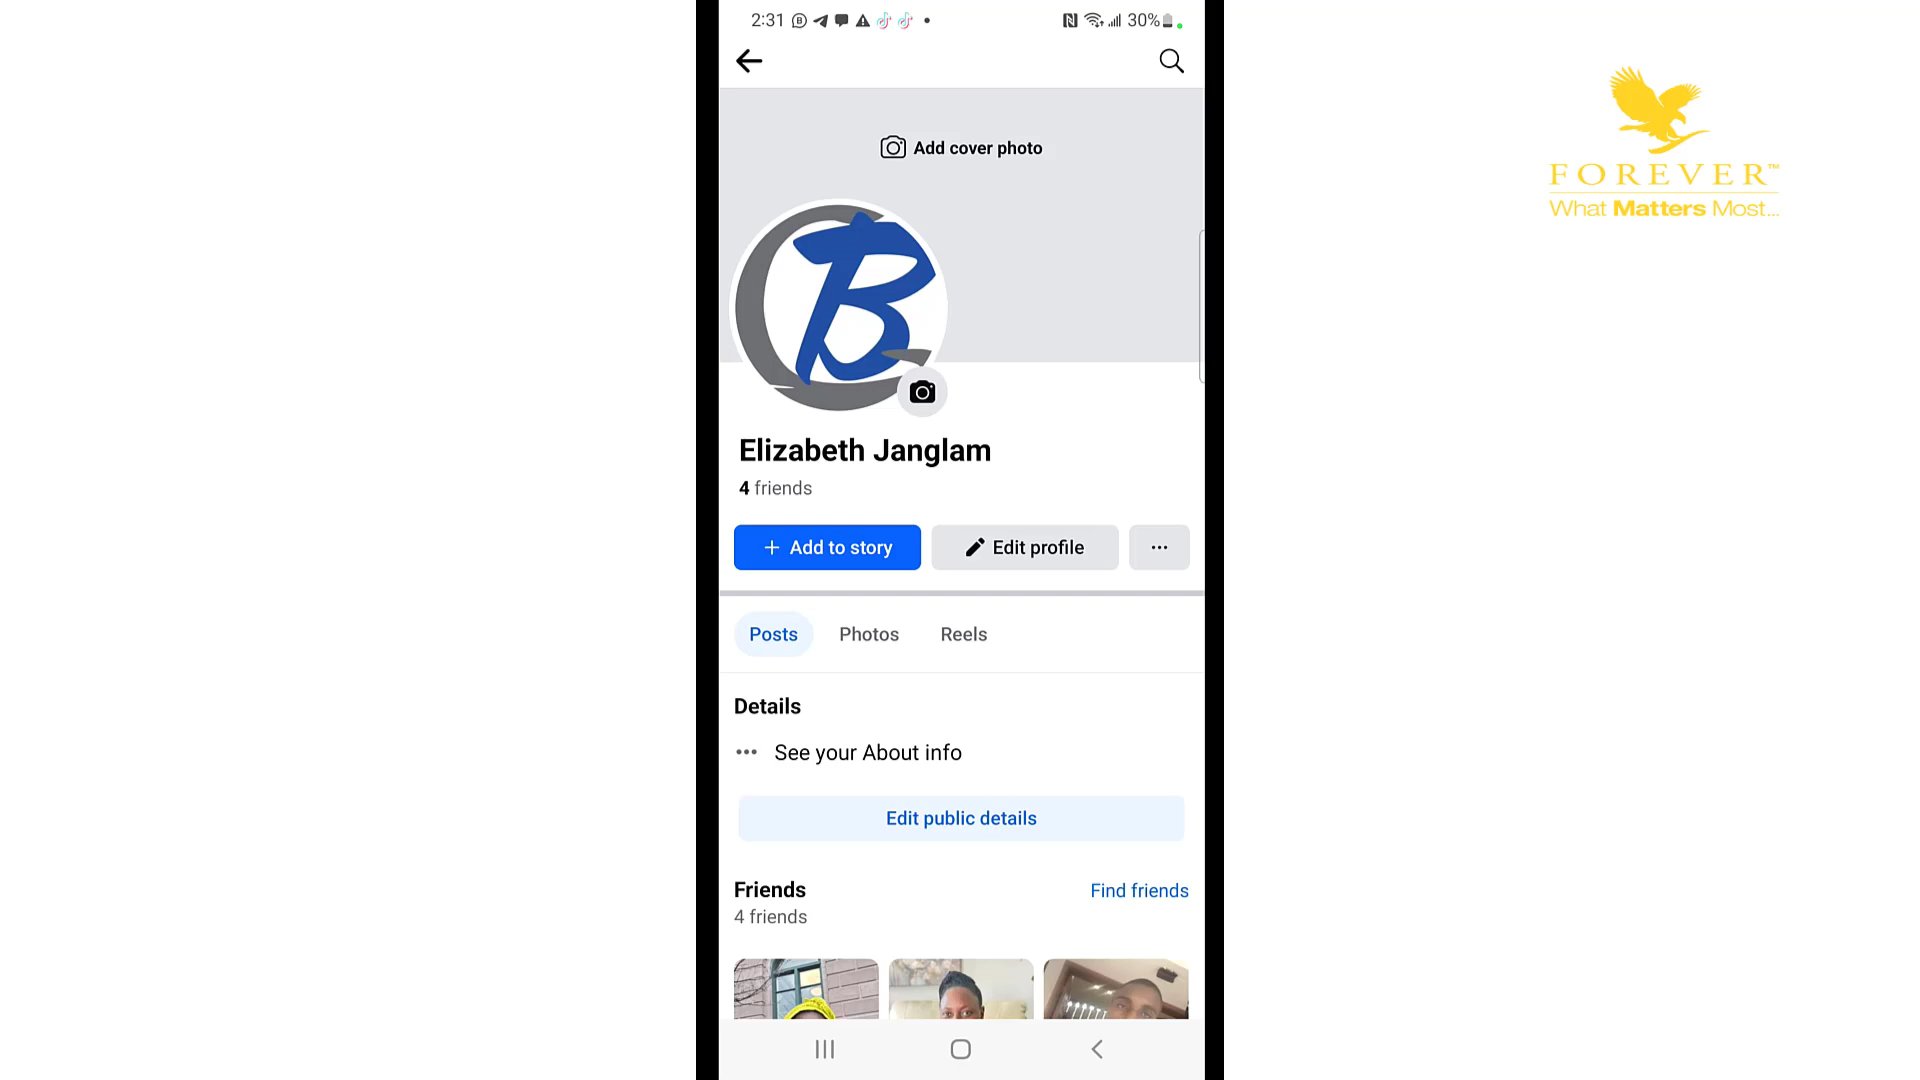 2:31
30%
Add cover photo
B
Elizabeth Janglam
4 friends
+ Add to story
Edit profile
Posts
Photos
Reels
Details
See your About info
Edit public details
Friends
Find friends
4 friends
FOREVER™
What Matters Most...